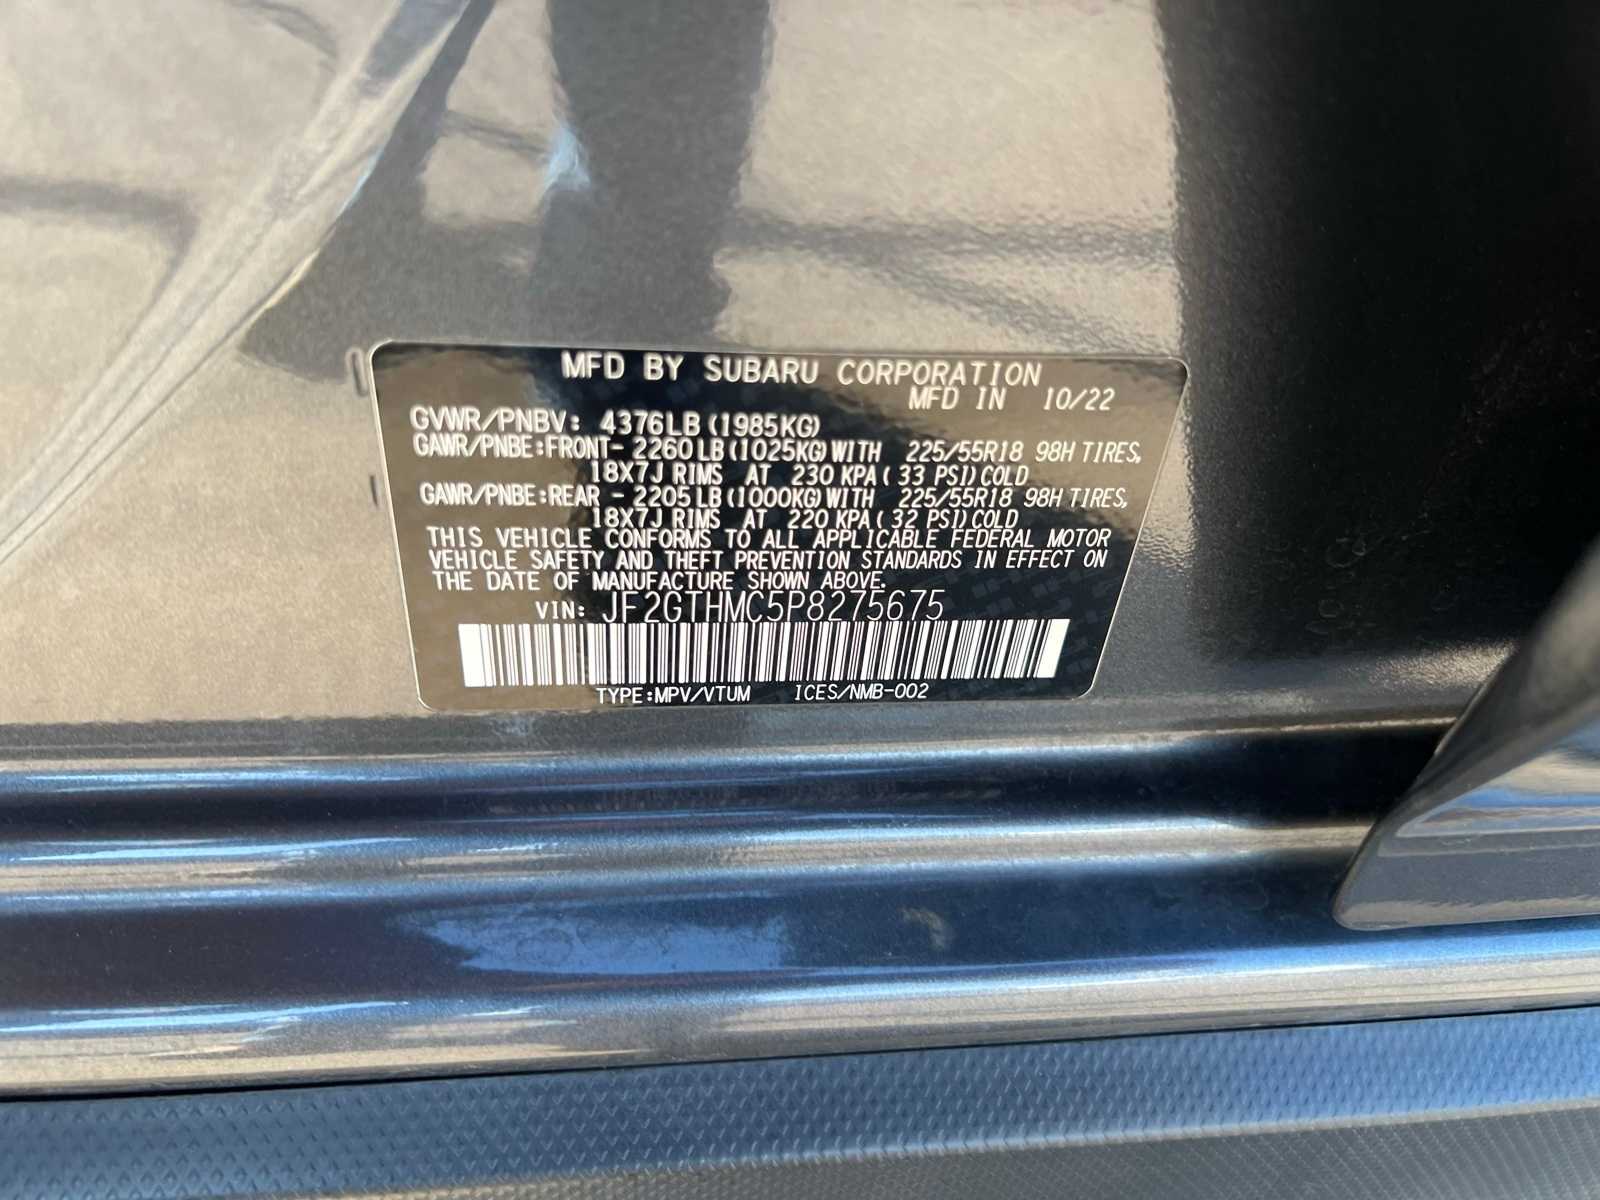 MFD BY SUBARU CORPORATION
MFD IN 10/22
GVWR/PNBV: 4376LB (1985KG)
GAWR/PNBE:FRONT- 2260 LB (1025KG) WITH 225/55R18 98H TIRES,
18X7J RIMS AT 230 KPA ( 33 PSI) COLD
GAWR/PNBE:REAR - 2205 LB (1000KG) WITH 225/55R18 98H TIRES,
18X7J RIMS AT 220 KPA ( 32 PSI) COLD
THIS VEHICLE CONFORMS TO ALL APPLICABLE FEDERAL MOTOR
VEHICLE SAFETY AND THEFT PREVENTION STANDARDS IN EFFECT ON
THE DATE OF MANUFACTURE SHOWN ABOVE.
VIN: JF2GTHMC5P8275675
TYPE:MPV/VTUM ICES/NMB-002